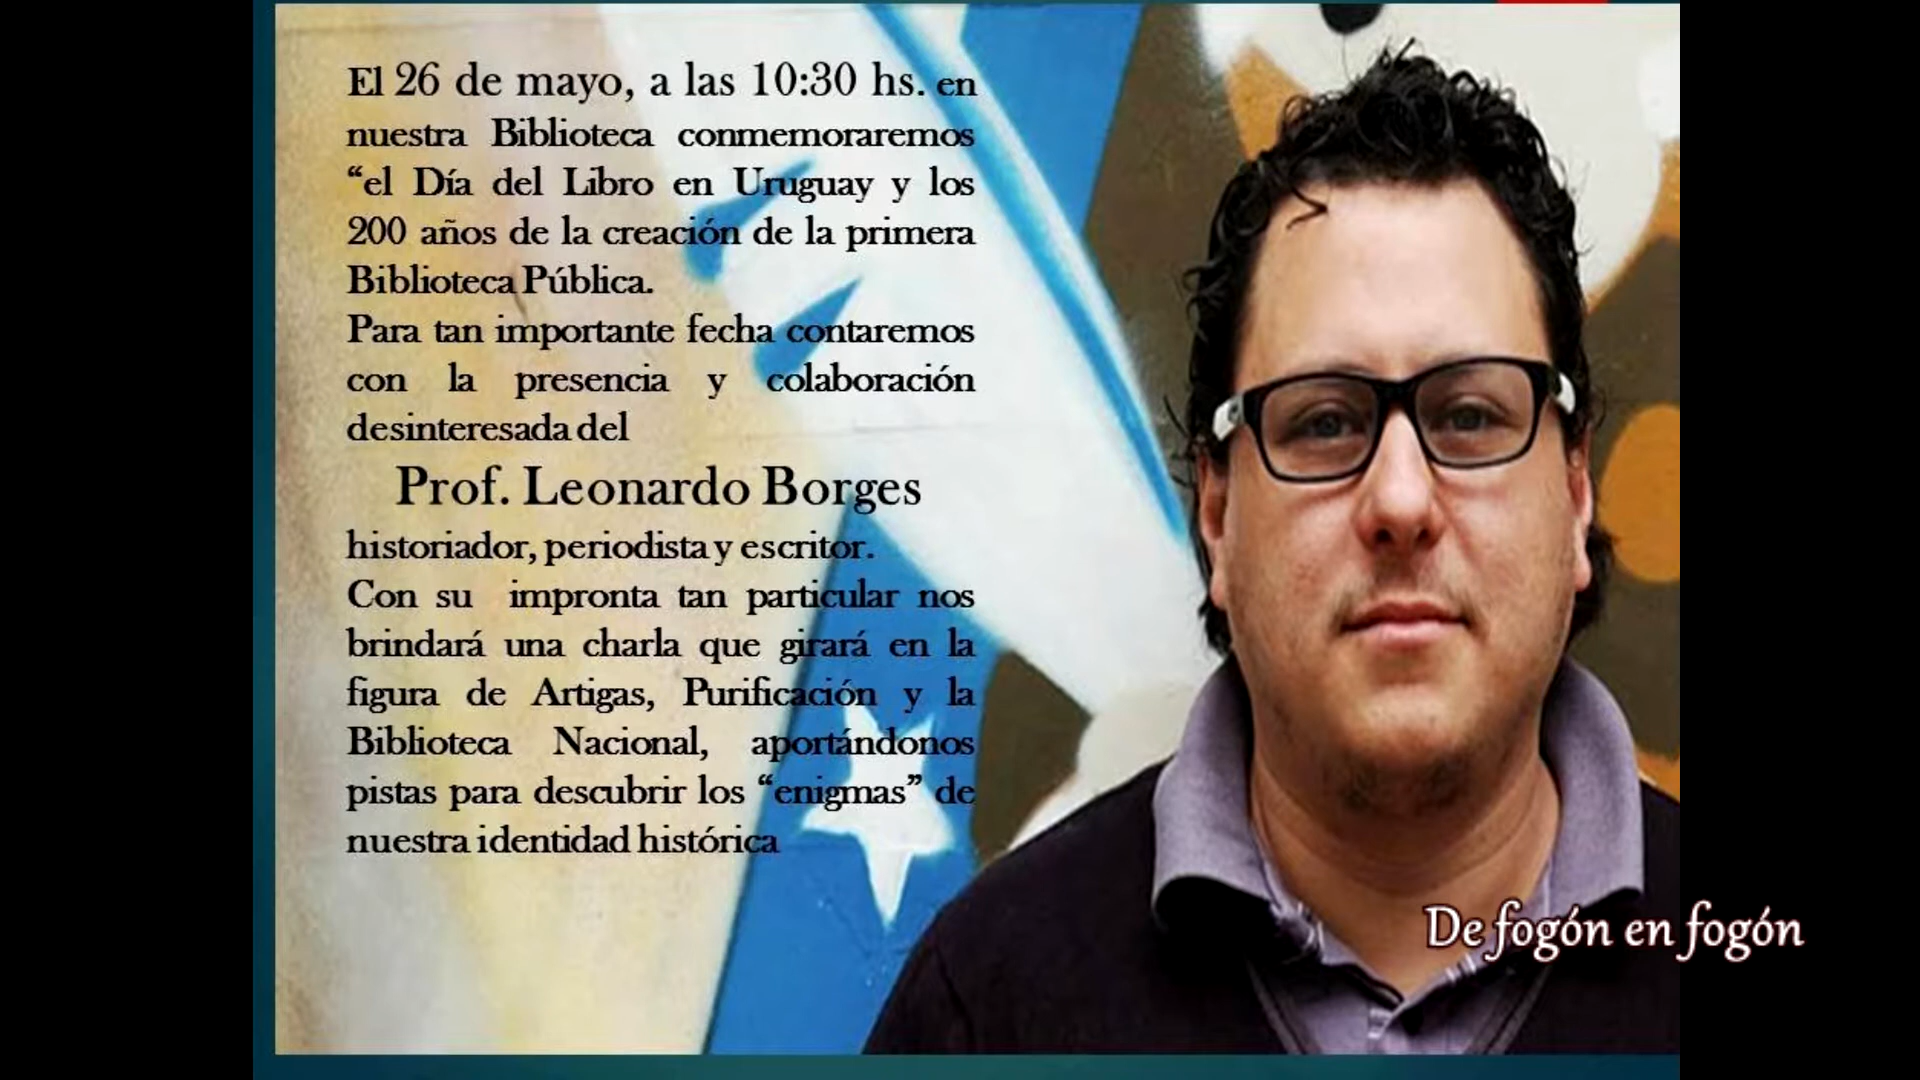 El 26 de mayo, a las 10:30 hs. en
nuestra Biblioteca conmemoraremos
“el Día del Libro en Uruguay y los
200 años de la creación de la primera
Biblioteca Pública.
Para tan importante fecha contaremos
con la presencia y colaboración
desinteresada del
Prof. Leonardo Borges
historiador, periodista y escritor.
Con su impronta tan particular nos
brindará una charla que girará en la
figura de Artigas, Purificación y la
Biblioteca Nacional, aportándonos
pistas para descubrir los “enigmas” de
nuestra identidad histórica
De fogón en fogón